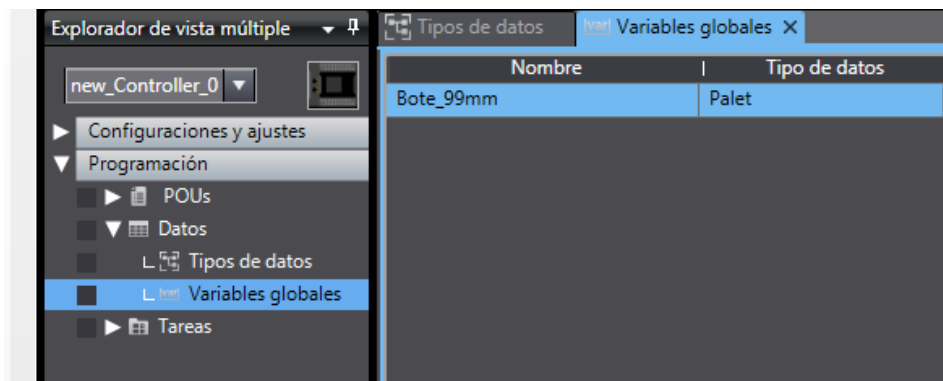 Explorador de vista múltiple
new_Controller_0
Configuraciones y ajustes
Programación
POUs
Datos
Tipos de datos
Variables globales
Tareas
Tipos de datos
Variables globales
Nombre
Tipo de datos
Bote_99mm
Palet